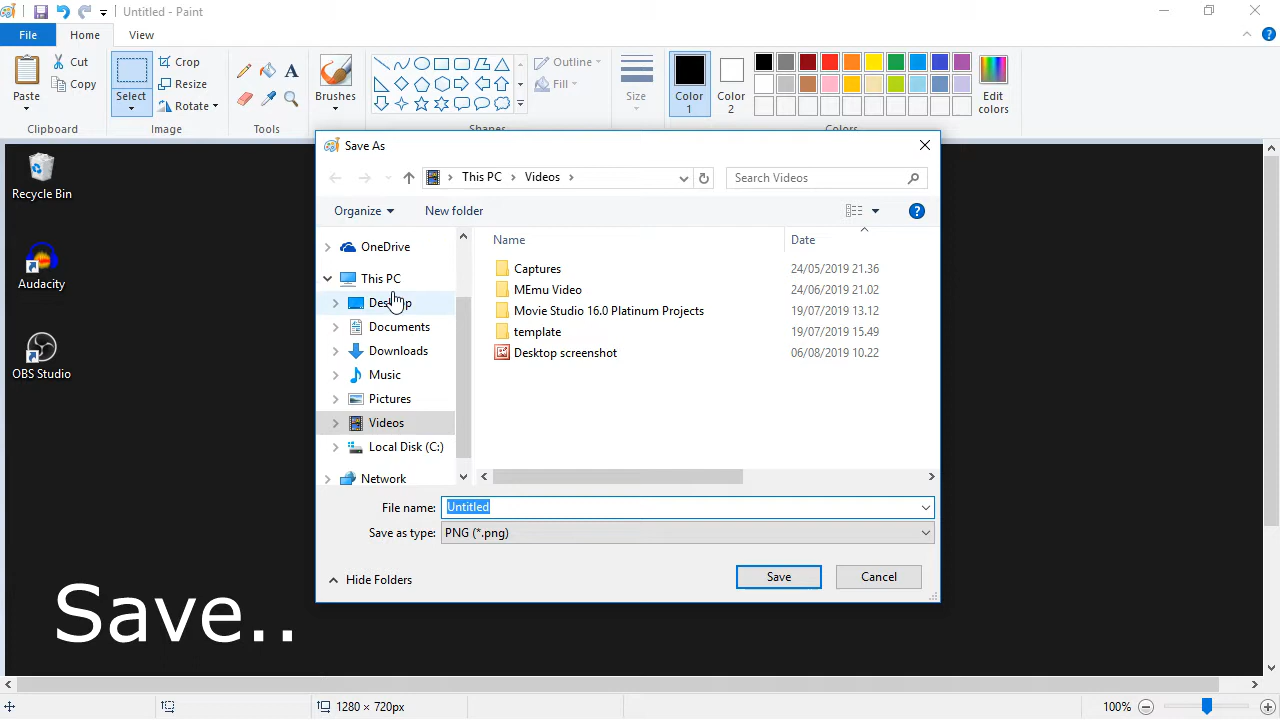 Untitled - Paint
File Home View
Paste
Cut
Copy
Clipboard
Select
Crop
Resize
Rotate
Image
Tools
Brushes
Shapes
Outline
Fill
Size
Color 1
Color 2
Edit colors
Colors
Recycle Bin
Audacity
OBS Studio
Save As
This PC Videos
Search Videos
Organize New folder
OneDrive
This PC
Desktop
Documents
Downloads
Music
Pictures
Videos
Local Disk (C:)
Network
Name Date
Captures 24/05/2019 21.36
MEmu Video 24/06/2019 21.02
Movie Studio 16.0 Platinum Projects 19/07/2019 13.12
template 19/07/2019 15.49
Desktop screenshot 06/08/2019 10.22
File name: Untitled
Save as type: PNG (*.png)
Hide Folders
Save
Cancel
Save..
1280 × 720px
100%